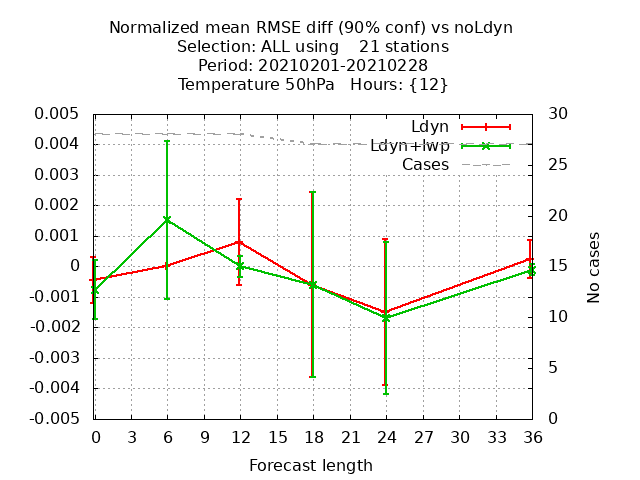 Normalized mean RMSE diff (90% conf) vs noLdyn
Selection: ALL using    21 stations
Period: 20210201-20210228
Temperature 50hPa   Hours: {12}
0.005
0.004
0.003
0.002
0.001
0
-0.001
-0.002
-0.003
-0.004
-0.005
Ldyn
Ldyn+lwp
Cases
30
25
20
15
10
5
0
No cases
0 3 6 9 12 15 18 21 24 27 30 33 36
Forecast length